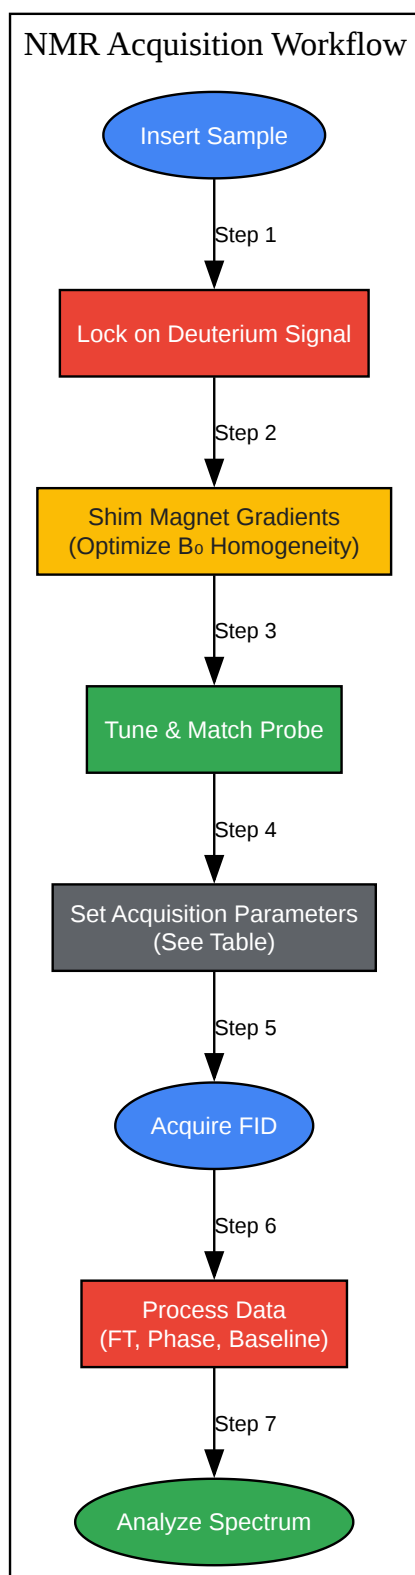 NMR Acquisition Workflow
Insert Sample
Step 1
Lock on Deuterium Signal
Step 2
Shim Magnet Gradients
(Optimize B₀ Homogeneity)
Step 3
Tune & Match Probe
Step 4
Set Acquisition Parameters
(See Table)
Step 5
Acquire FID
Step 6
Process Data
(FT, Phase, Baseline)
Step 7
Analyze Spectrum